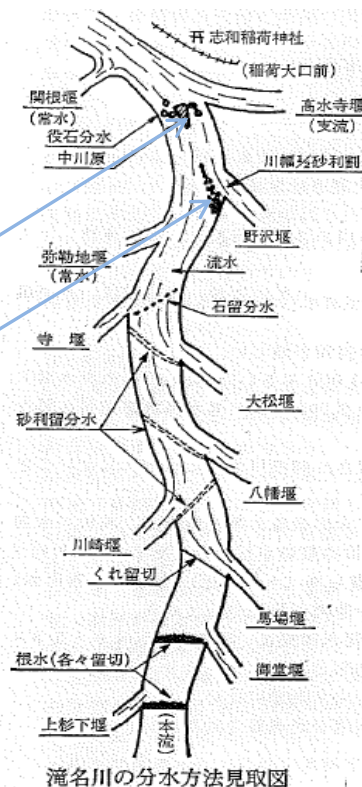 志和稲荷神社
(稲荷大口前)
関根堰
(常水)
高水寺堰
(支流)
役石分水
中川原
川幅砂利割
野沢堰
弥勒地堰
(常水)
流水
石留分水
寺堰
大松堰
砂利留分水
八幡堰
川崎堰
くれ留切
馬場堰
根水(各々留切)
御堂堰
上杉下堰
(本流)
滝名川の分水方法見取図